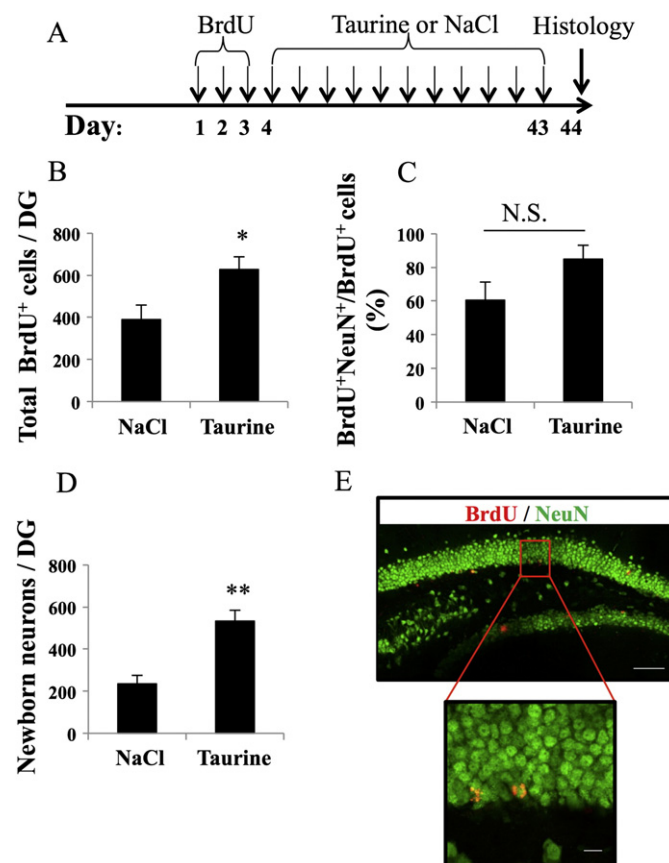 A
BrdU
Taurine or NaCl
Histology
Day:
1 2 3 4 43 44
B
Total BrdU⁺ cells / DG
800
600
400
200
0
*
NaCl Taurine
C
BrdU⁺NeuN⁺/BrdU⁺ cells
(%)
100
80
60
40
20
0
N.S.
NaCl Taurine
D
Newborn neurons / DG
800
600
400
200
0
**
NaCl Taurine
E
BrdU / NeuN